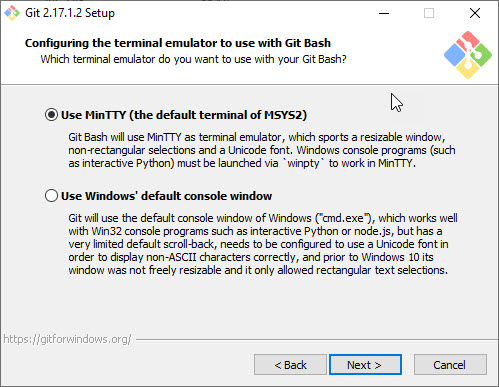 Git 2.17.1.2 Setup
Configuring the terminal emulator to use with Git Bash
Which terminal emulator do you want to use with your Git Bash?
Use MinTTY (the default terminal of MSYS2)
Git Bash will use MinTTY as terminal emulator, which sports a resizable window,
non-rectangular selections and a Unicode font. Windows console programs (such
as interactive Python) must be launched via `winpty` to work in MinTTY.
Use Windows' default console window
Git will use the default console window of Windows ("cmd.exe"), which works well
with Win32 console programs such as interactive Python or node.js, but has a
very limited default scroll-back, needs to be configured to use a Unicode font in
order to display non-ASCII characters correctly, and prior to Windows 10 its
window was not freely resizable and it only allowed rectangular text selections.
https://gitforwindows.org/
< Back
Next >
Cancel